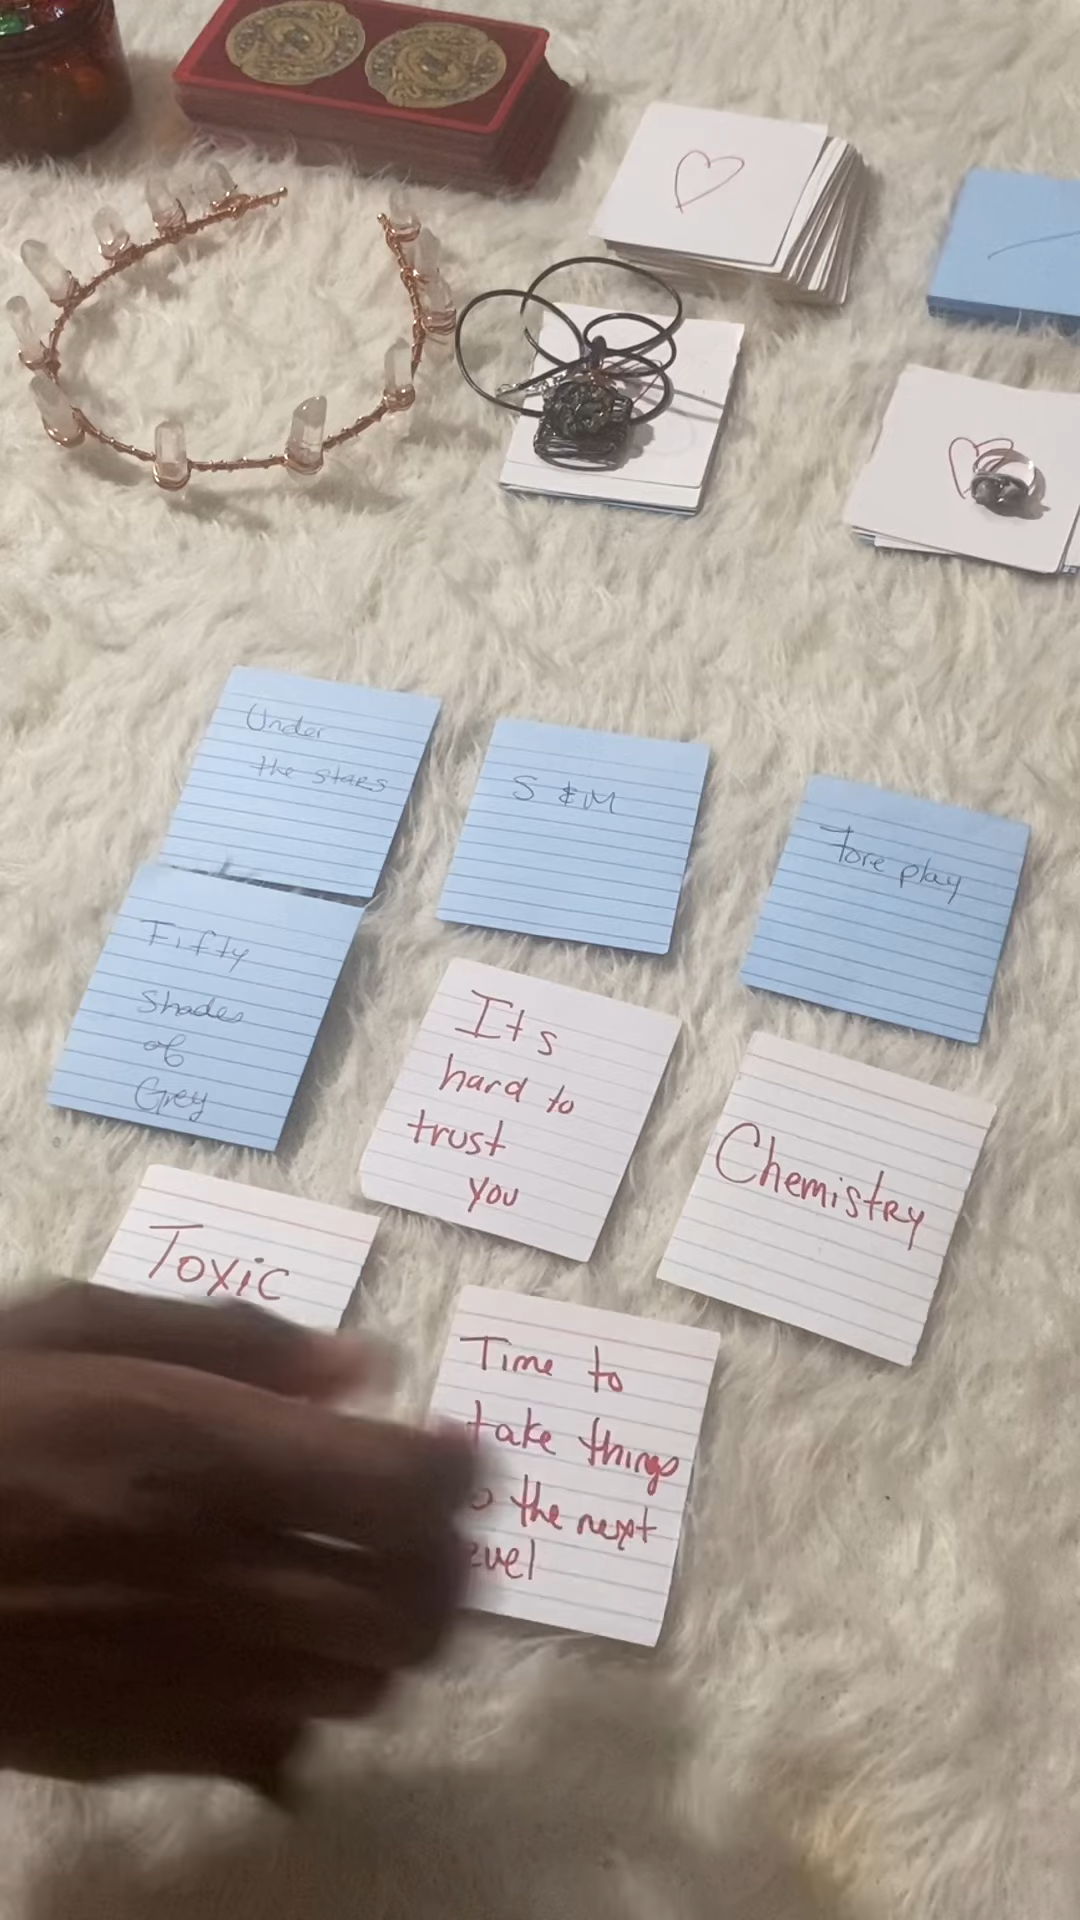 Under
the stars
S & M
Fore play
Fifty
Shades
of
Grey
It's
hard to
trust
you
Chemistry
Toxic
Time to
take things
the next